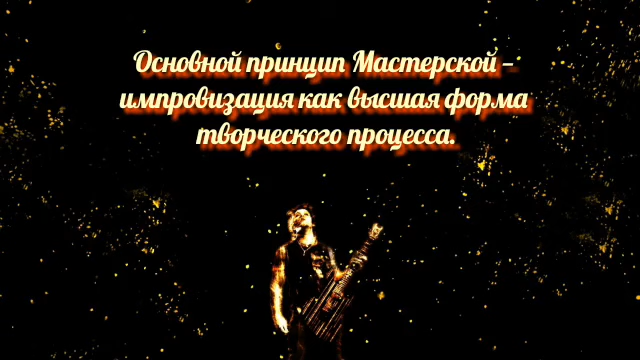 Основной принцип Мастерской –
импровизация как высшая форма
творческого процесса.